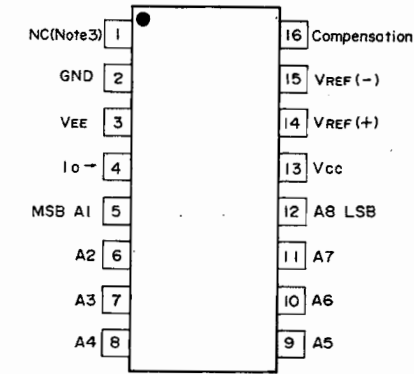 NC(Note3) 1 16 Compensation
GND 2 15 VREF(-)
VEE 3 14 VREF(+)
Io→ 4 13 Vcc
MSB A1 5 12 A8 LSB
A2 6 11 A7
A3 7 10 A6
A4 8 9 A5